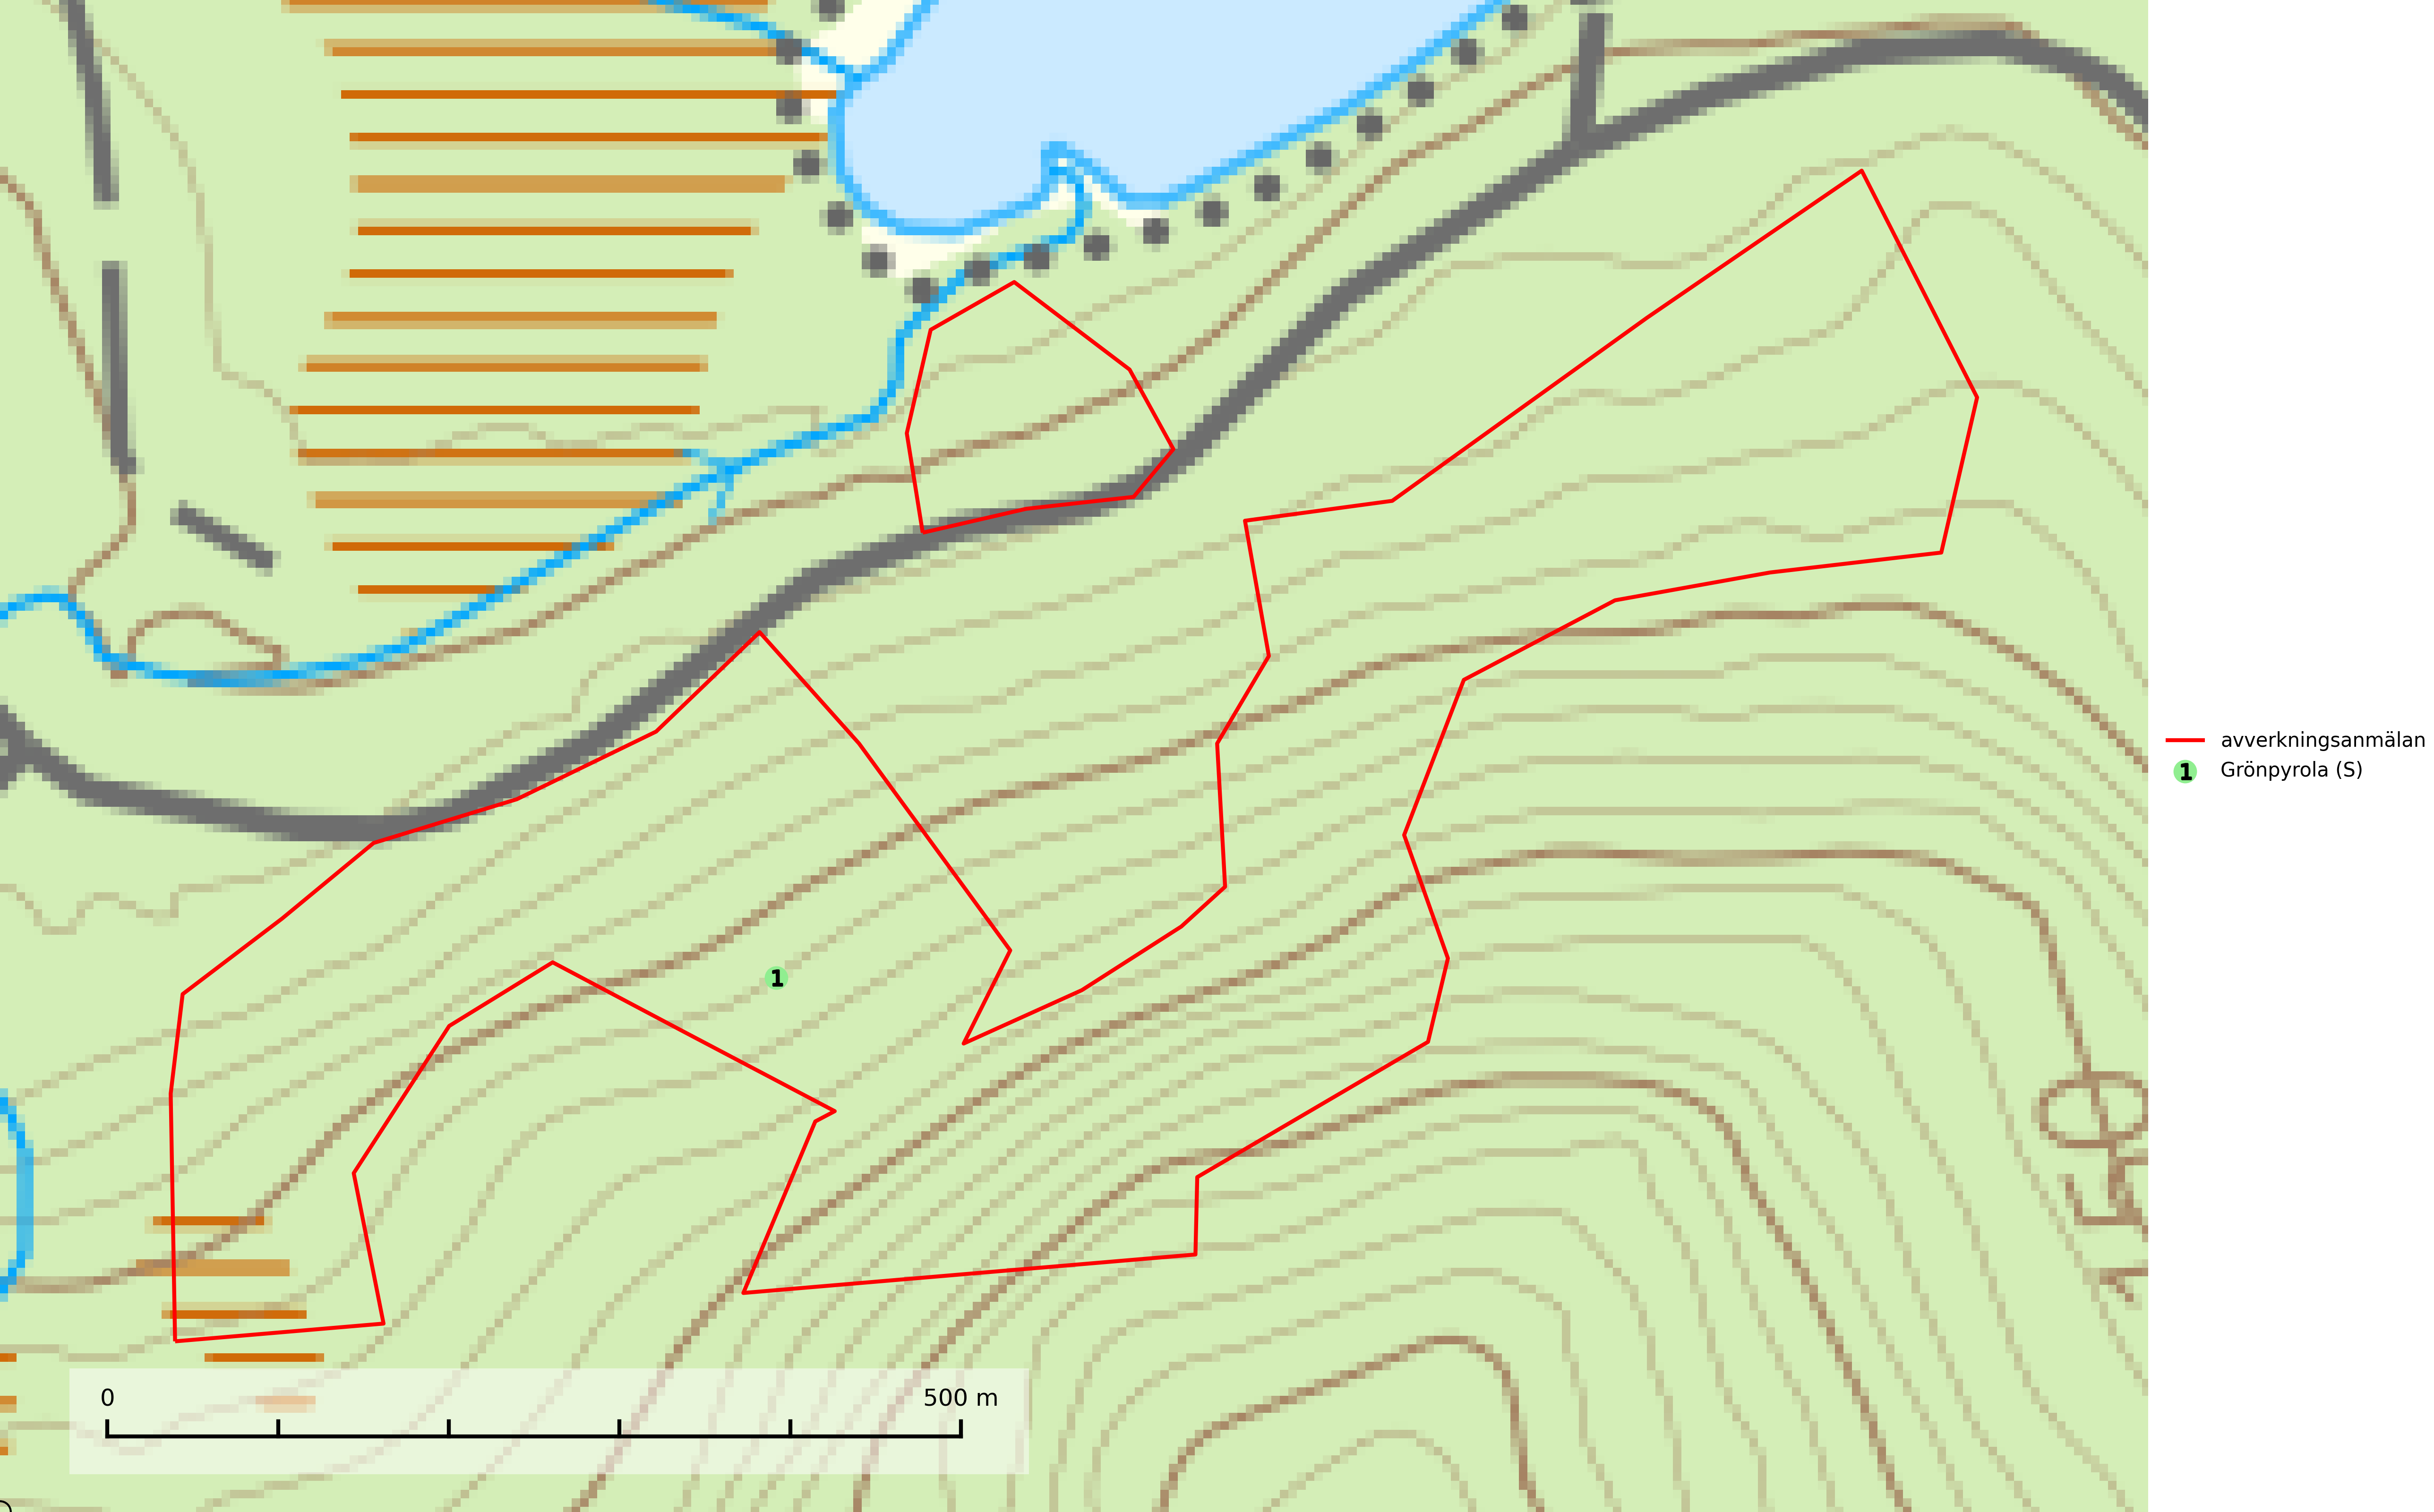 1
avverkningsanmälan
1 Grönpyrola (S)
0 500 m